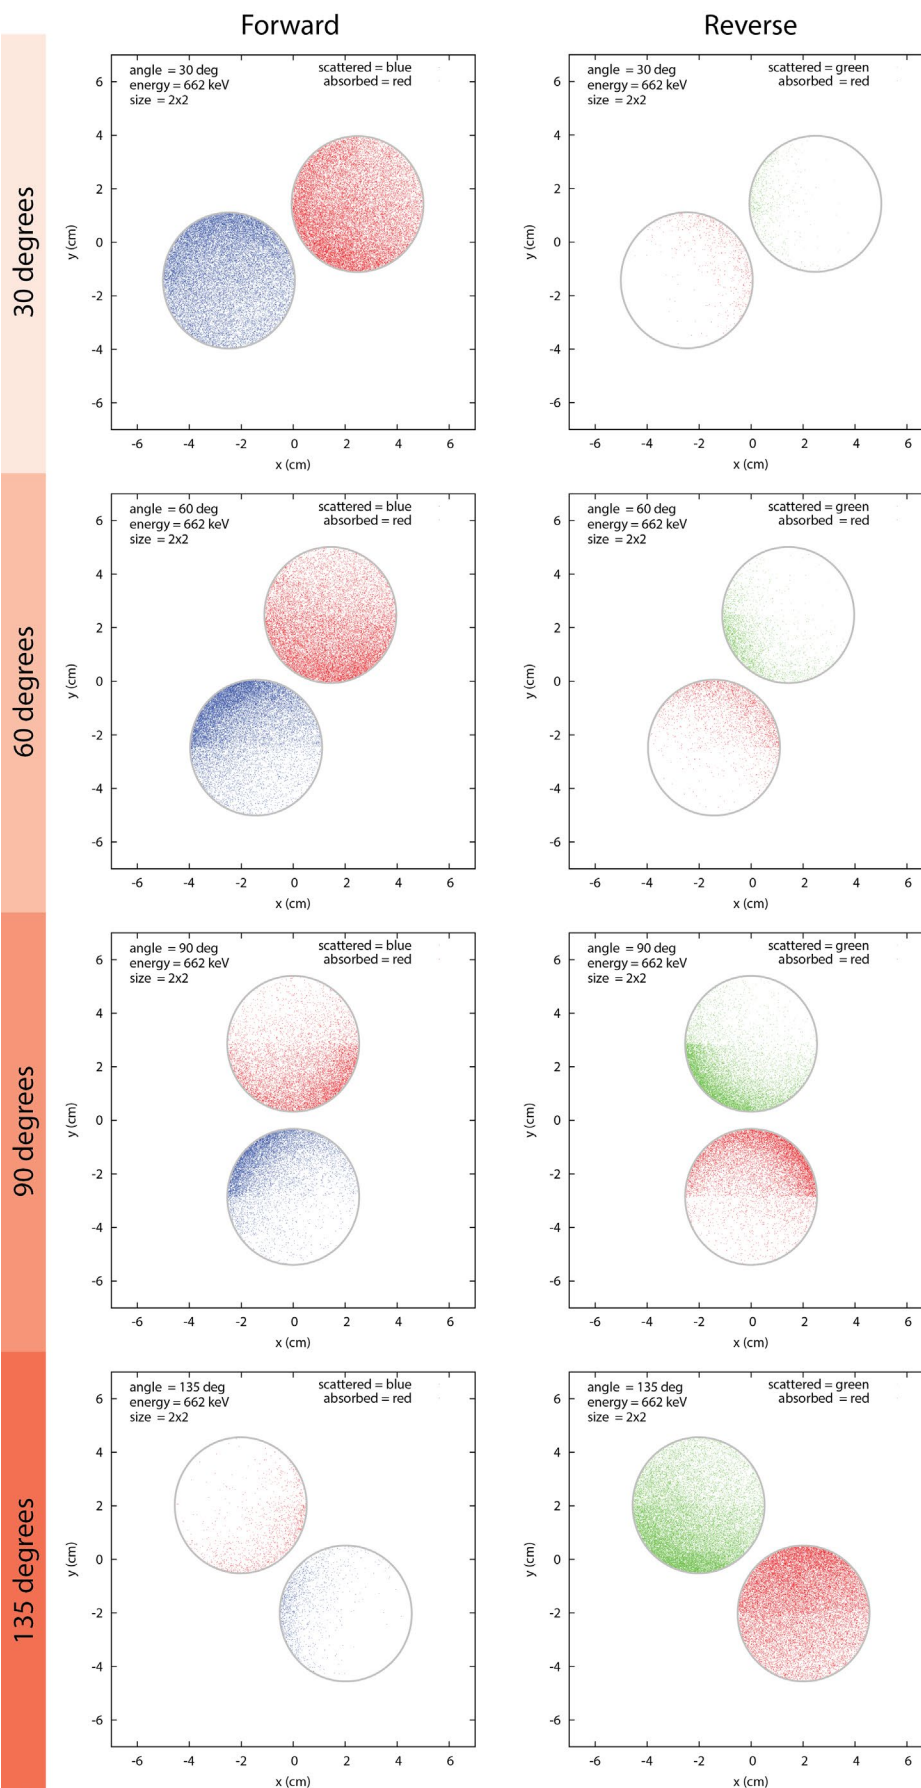 Forward
Reverse
30 degrees
angle = 30 deg
energy = 662 keV
size = 2x2
scattered = blue
absorbed = red
y (cm)
6
4
2
0
-2
-4
-6
-6 -4 -2 0 2 4 6
x (cm)
angle = 30 deg
energy = 662 keV
size = 2x2
scattered = green
absorbed = red
y (cm)
6
4
2
0
-2
-4
-6
-6 -4 -2 0 2 4 6
x (cm)
60 degrees
angle = 60 deg
energy = 662 keV
size = 2x2
scattered = blue
absorbed = red
y (cm)
6
4
2
0
-2
-4
-6
-6 -4 -2 0 2 4 6
x (cm)
angle = 60 deg
energy = 662 keV
size = 2x2
scattered = green
absorbed = red
y (cm)
6
4
2
0
-2
-4
-6
-6 -4 -2 0 2 4 6
x (cm)
90 degrees
angle = 90 deg
energy = 662 keV
size = 2x2
scattered = blue
absorbed = red
y (cm)
6
4
2
0
-2
-4
-6
-6 -4 -2 0 2 4 6
x (cm)
angle = 90 deg
energy = 662 keV
size = 2x2
scattered = green
absorbed = red
y (cm)
6
4
2
0
-2
-4
-6
-6 -4 -2 0 2 4 6
x (cm)
135 degrees
angle = 135 deg
energy = 662 keV
size = 2x2
scattered = blue
absorbed = red
y (cm)
6
4
2
0
-2
-4
-6
-6 -4 -2 0 2 4 6
x (cm)
angle = 135 deg
energy = 662 keV
size = 2x2
scattered = green
absorbed = red
y (cm)
6
4
2
0
-2
-4
-6
-6 -4 -2 0 2 4 6
x (cm)